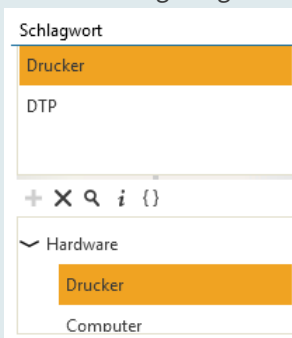 Schlagwort
Drucker
DTP
i {}
Hardware
Drucker
Computer